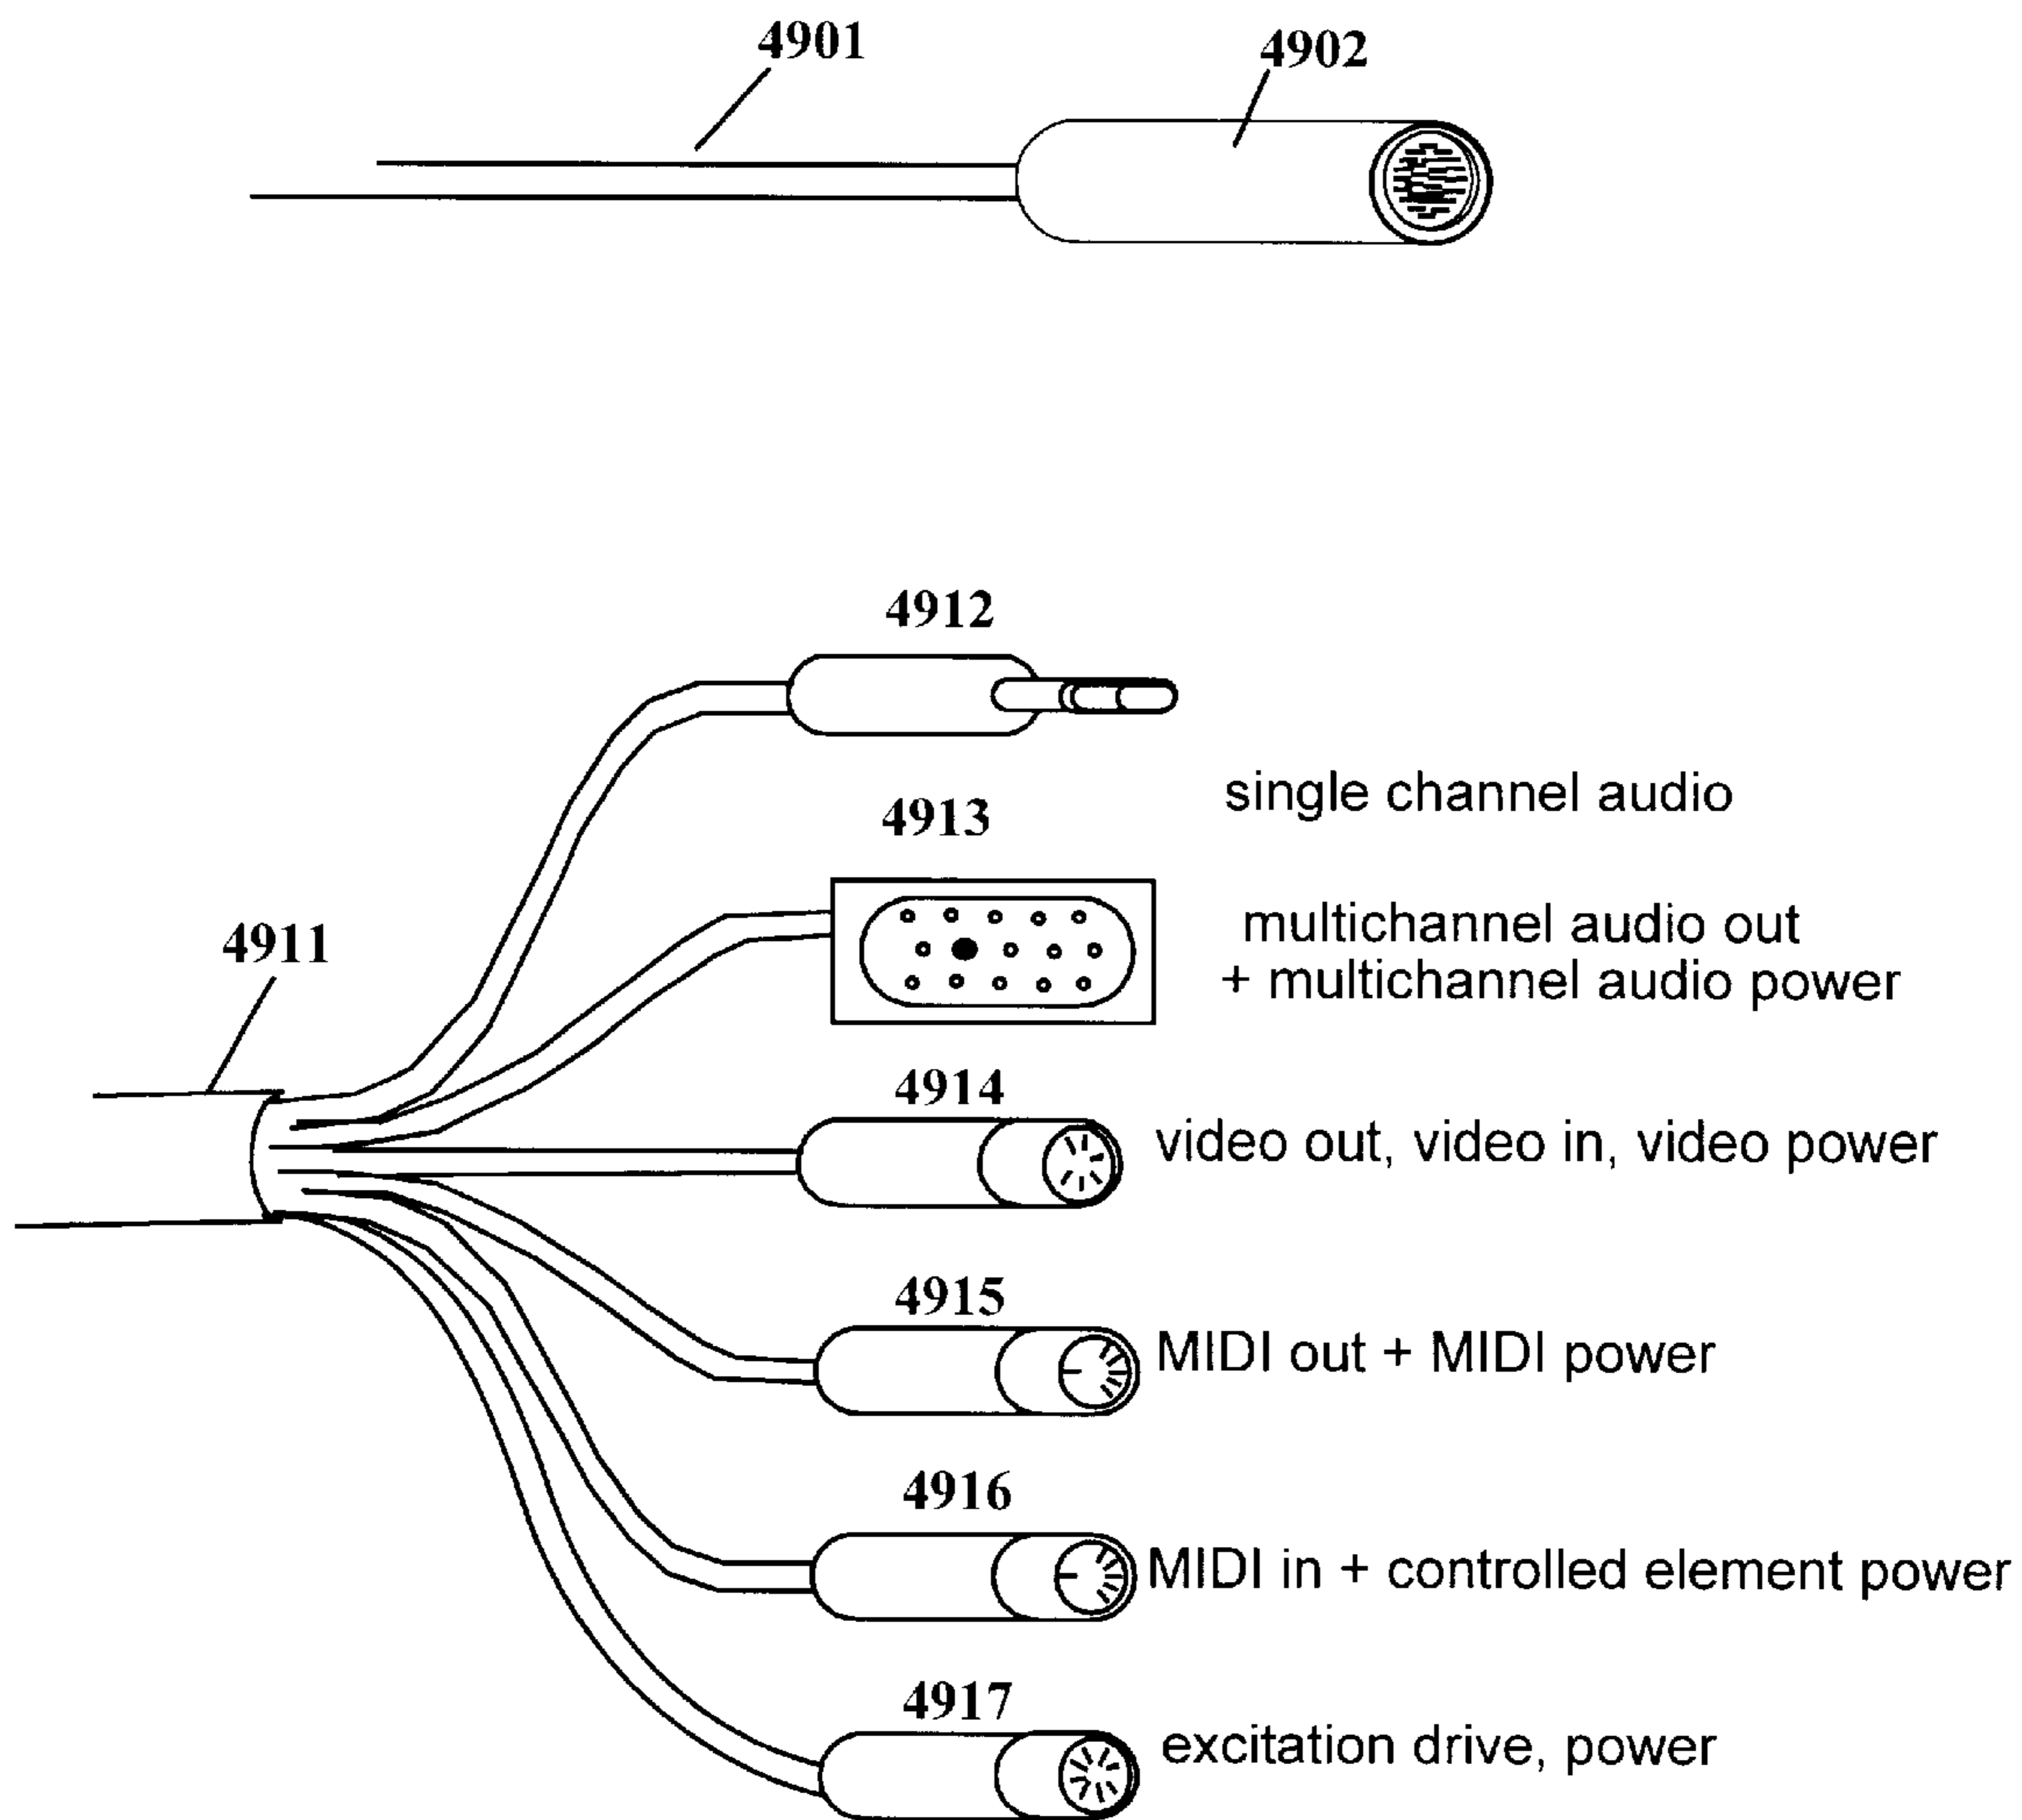 4901
4902
4912
single channel audio
4913
multichannel audio out
+ multichannel audio power
4911
4914
video out, video in, video power
4915
MIDI out + MIDI power
4916
MIDI in + controlled element power
4917
excitation drive, power